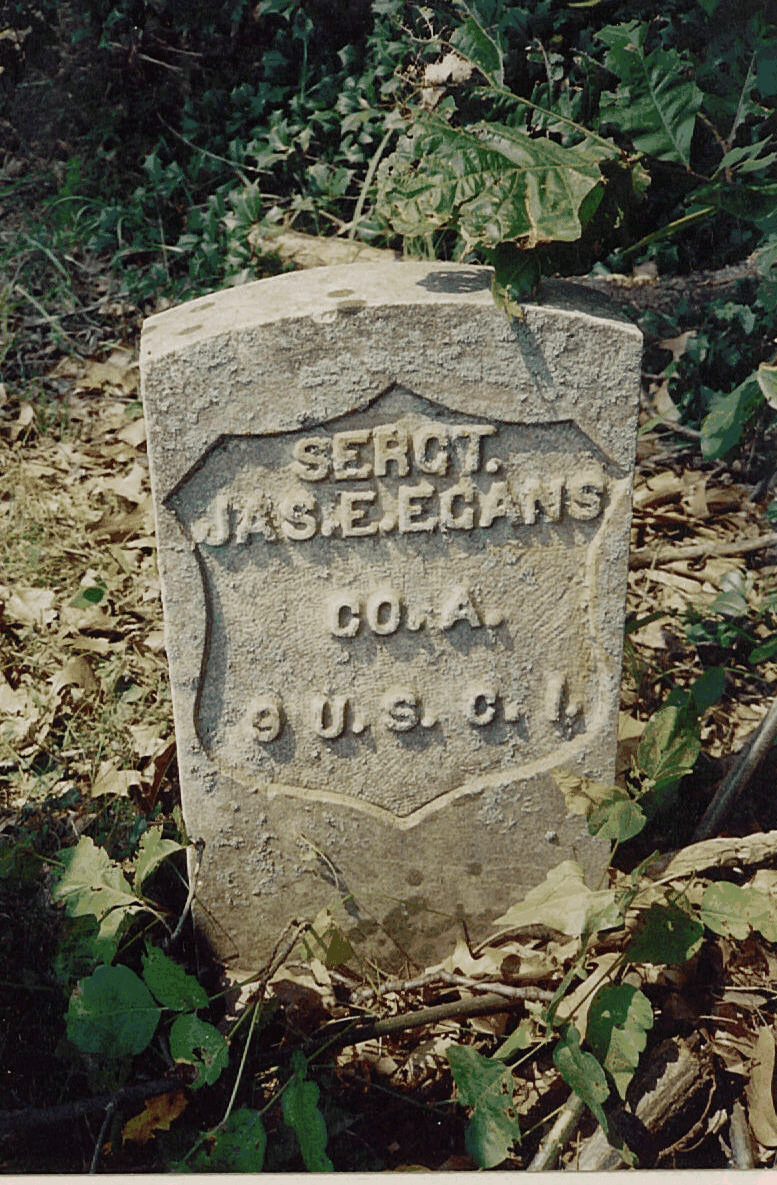 SERGT.
JAS.E.EGANS
CO. A.
9 U.S.C.I.